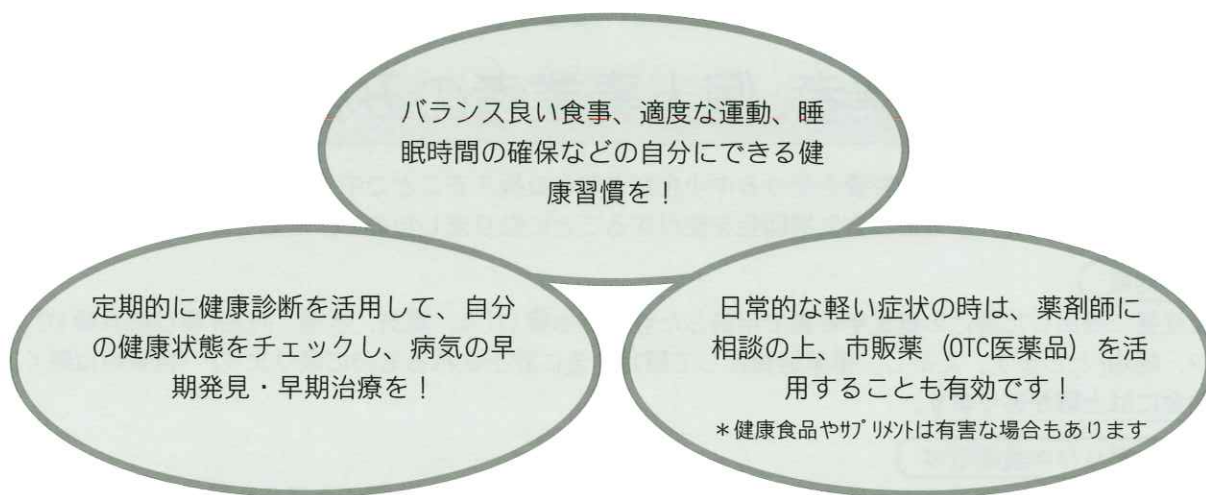 バランス良い食事、適度な運動、睡
眠時間の確保などの自分にできる健
康習慣を！
定期的に健康診断を活用して、自分
の健康状態をチェックし、病気の早
期発見・早期治療を！
日常的な軽い症状の時は、薬剤師に
相談の上、市販薬（OTC医薬品）を活
用することも有効です！
＊健康食品やｻﾌﾟﾘﾒﾝﾄは有害な場合もあります